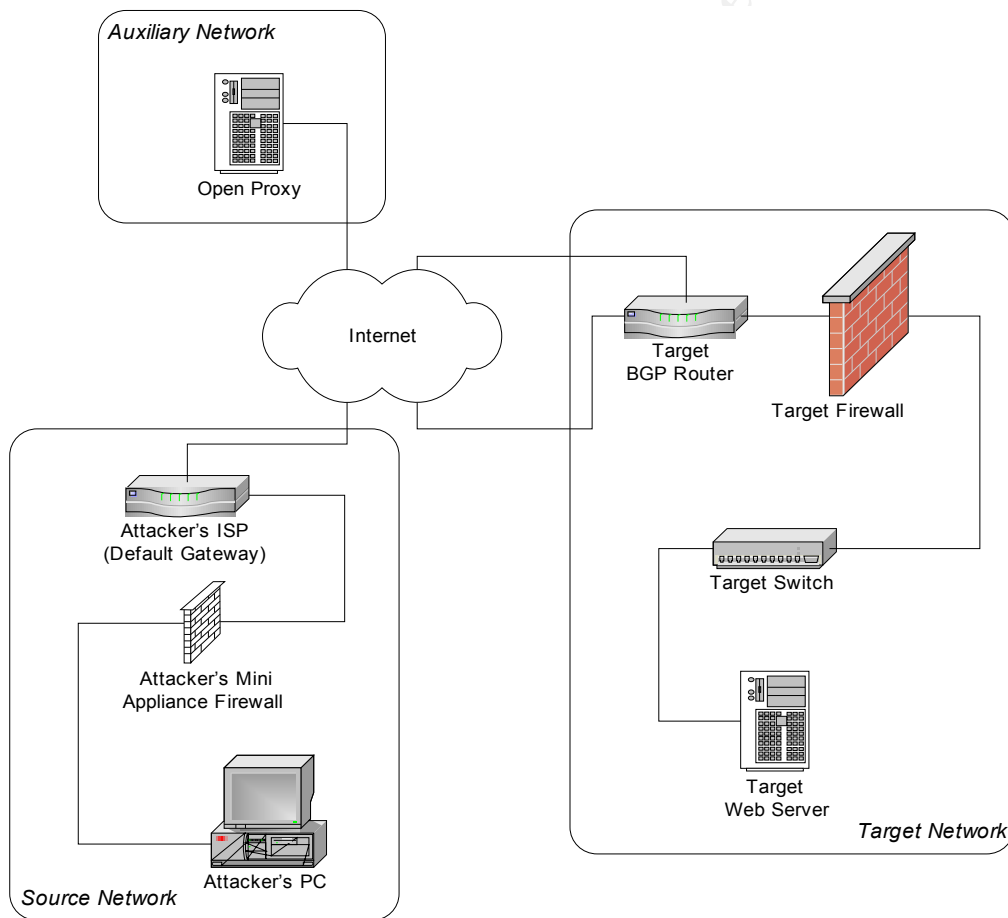 Auxiliary Network
Open Proxy
Internet
Target
BGP Router
Target Firewall
Attacker's ISP
(Default Gateway)
Target Switch
Attacker's Mini
Appliance Firewall
Target
Web Server
Attacker's PC
Target Network
Source Network